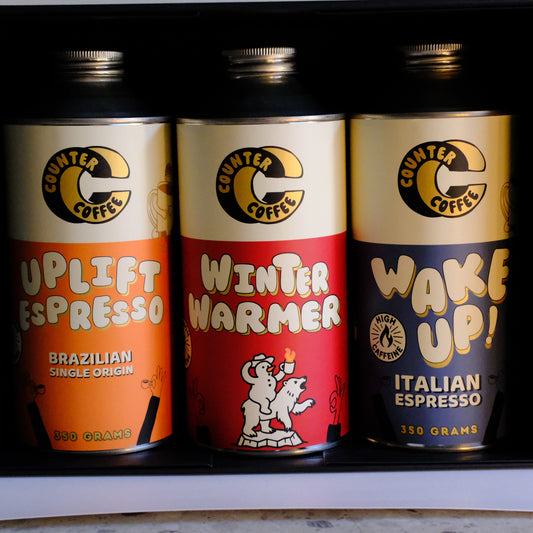 COUNTER
COFFEE
UPLIFT
ESPRESSO
BRAZILIAN
SINGLE ORIGIN
350 GRAMS
COUNTER
COFFEE
WINTER
WARMER
COUNTER
COFFEE
WAKE
UP!
HIGH
CAFFEINE
ITALIAN
ESPRESSO
350 GRAMS